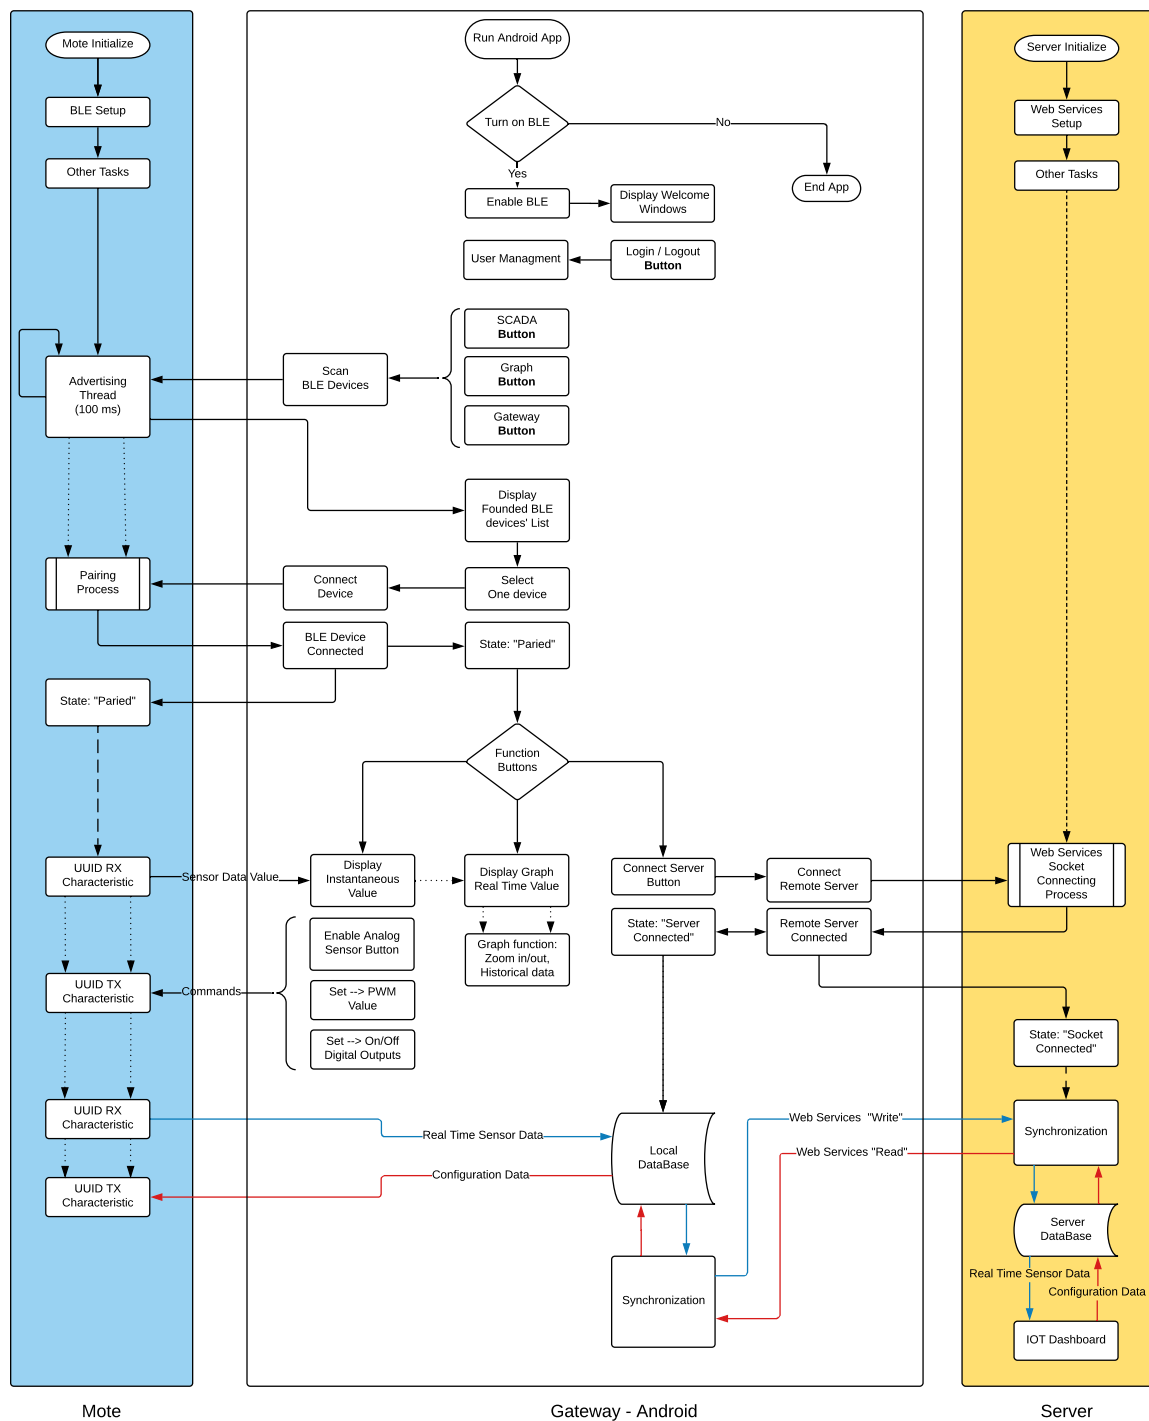 Mote Initialize
BLE Setup
Other Tasks
Advertising
Thread
(100 ms)
Pairing
Process
State: "Paried"
UUID RX
Characteristic
UUID TX
Characteristic
UUID RX
Characteristic
UUID TX
Characteristic
Mote
Run Android App
Turn on BLE
No
Yes
End App
Enable BLE
Display Welcome
Windows
User Managment
Login / Logout
Button
SCADA
Button
Graph
Button
Gateway
Button
Scan
BLE Devices
Display
Founded BLE
devices' List
Select
One device
Connect
Device
BLE Device
Connected
State: "Paried"
Function
Buttons
Sensor Data Value
Display
Instantaneous
Value
Display Graph
Real Time Value
Connect Server
Button
Connect
Remote Server
Enable Analog
Sensor Button
Graph function:
Zoom in/out,
Historical data
State: "Server
Connected"
Remote Server
Connected
Commands
Set --> PWM
Value
Set --> On/Off
Digital Outputs
Real Time Sensor Data
Configuration Data
Local
DataBase
Web Services "Write"
Web Services "Read"
Synchronization
Gateway - Android
Server Initialize
Web Services
Setup
Other Tasks
Web Services
Socket
Connecting
Process
State: "Socket
Connected"
Synchronization
Server
DataBase
Real Time Sensor Data
Configuration Data
IOT Dashboard
Server